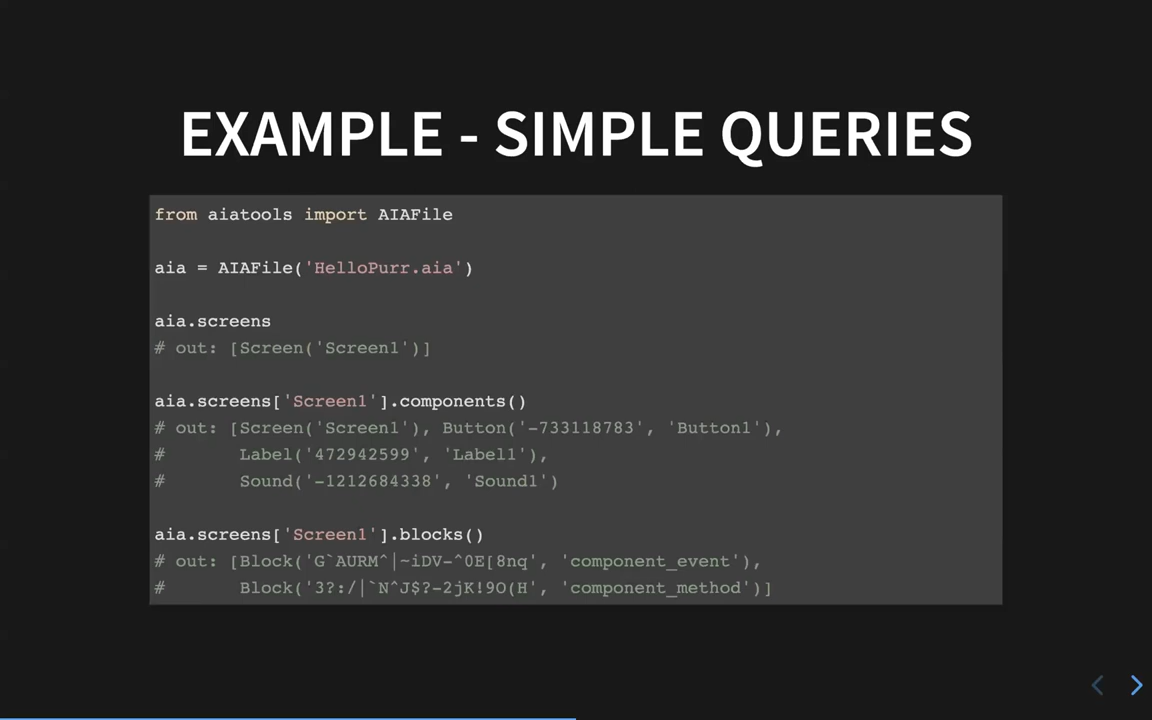 EXAMPLE - SIMPLE QUERIES
from aiatools import AIAFile
aia = AIAFile('HelloPurr.aia')
aia.screens
# out: [Screen('Screen1')]
aia.screens['Screen1'].components()
# out: [Screen('Screen1'), Button('-733118783', 'Button1'),
#       Label('472942599', 'Label1'),
#       Sound('-1212684338', 'Sound1')
aia.screens['Screen1'].blocks()
# out: [Block('G`AURM^|~iDV-^0E[8nq', 'component_event'),
#       Block('3?:/|`N^J$?-2jK!9O(H', 'component_method')]